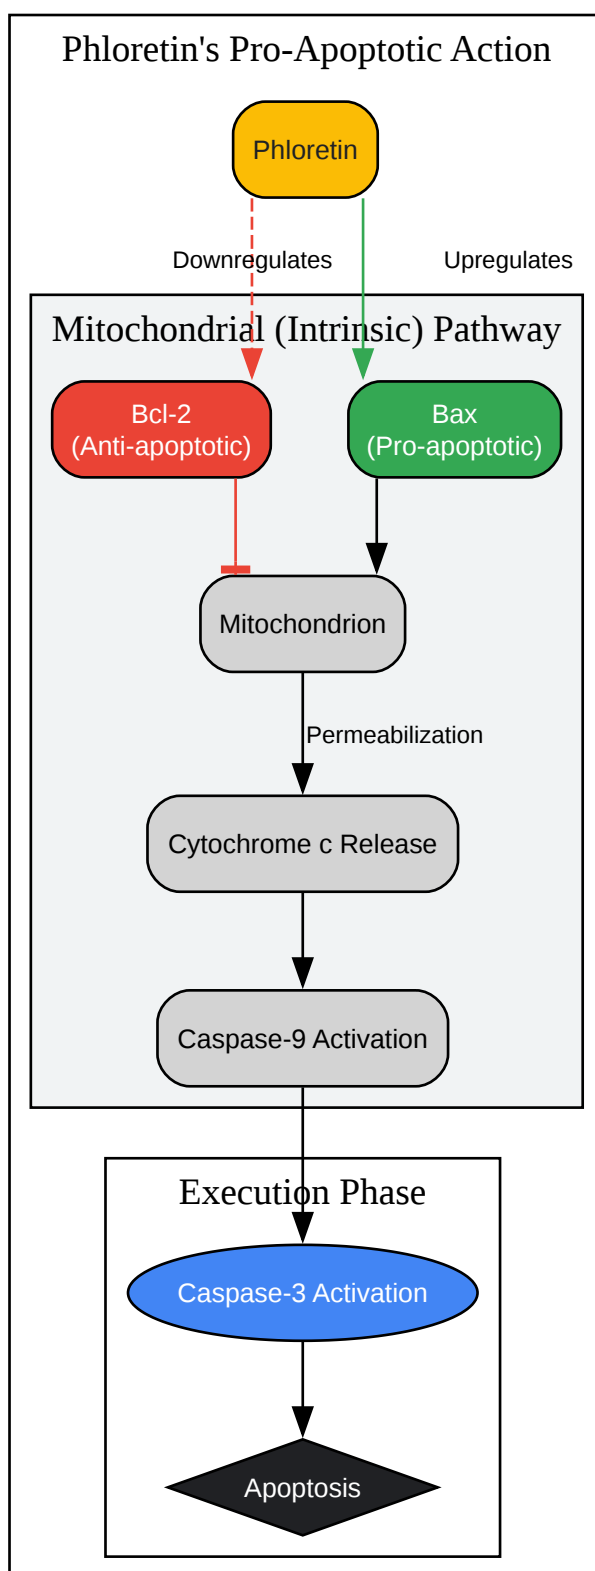 Phloretin's Pro-Apoptotic Action
Phloretin
Downregulates
Upregulates
Mitochondrial (Intrinsic) Pathway
Bcl-2
(Anti-apoptotic)
Bax
(Pro-apoptotic)
Mitochondrion
Permeabilization
Cytochrome c Release
Caspase-9 Activation
Execution Phase
Caspase-3 Activation
Apoptosis